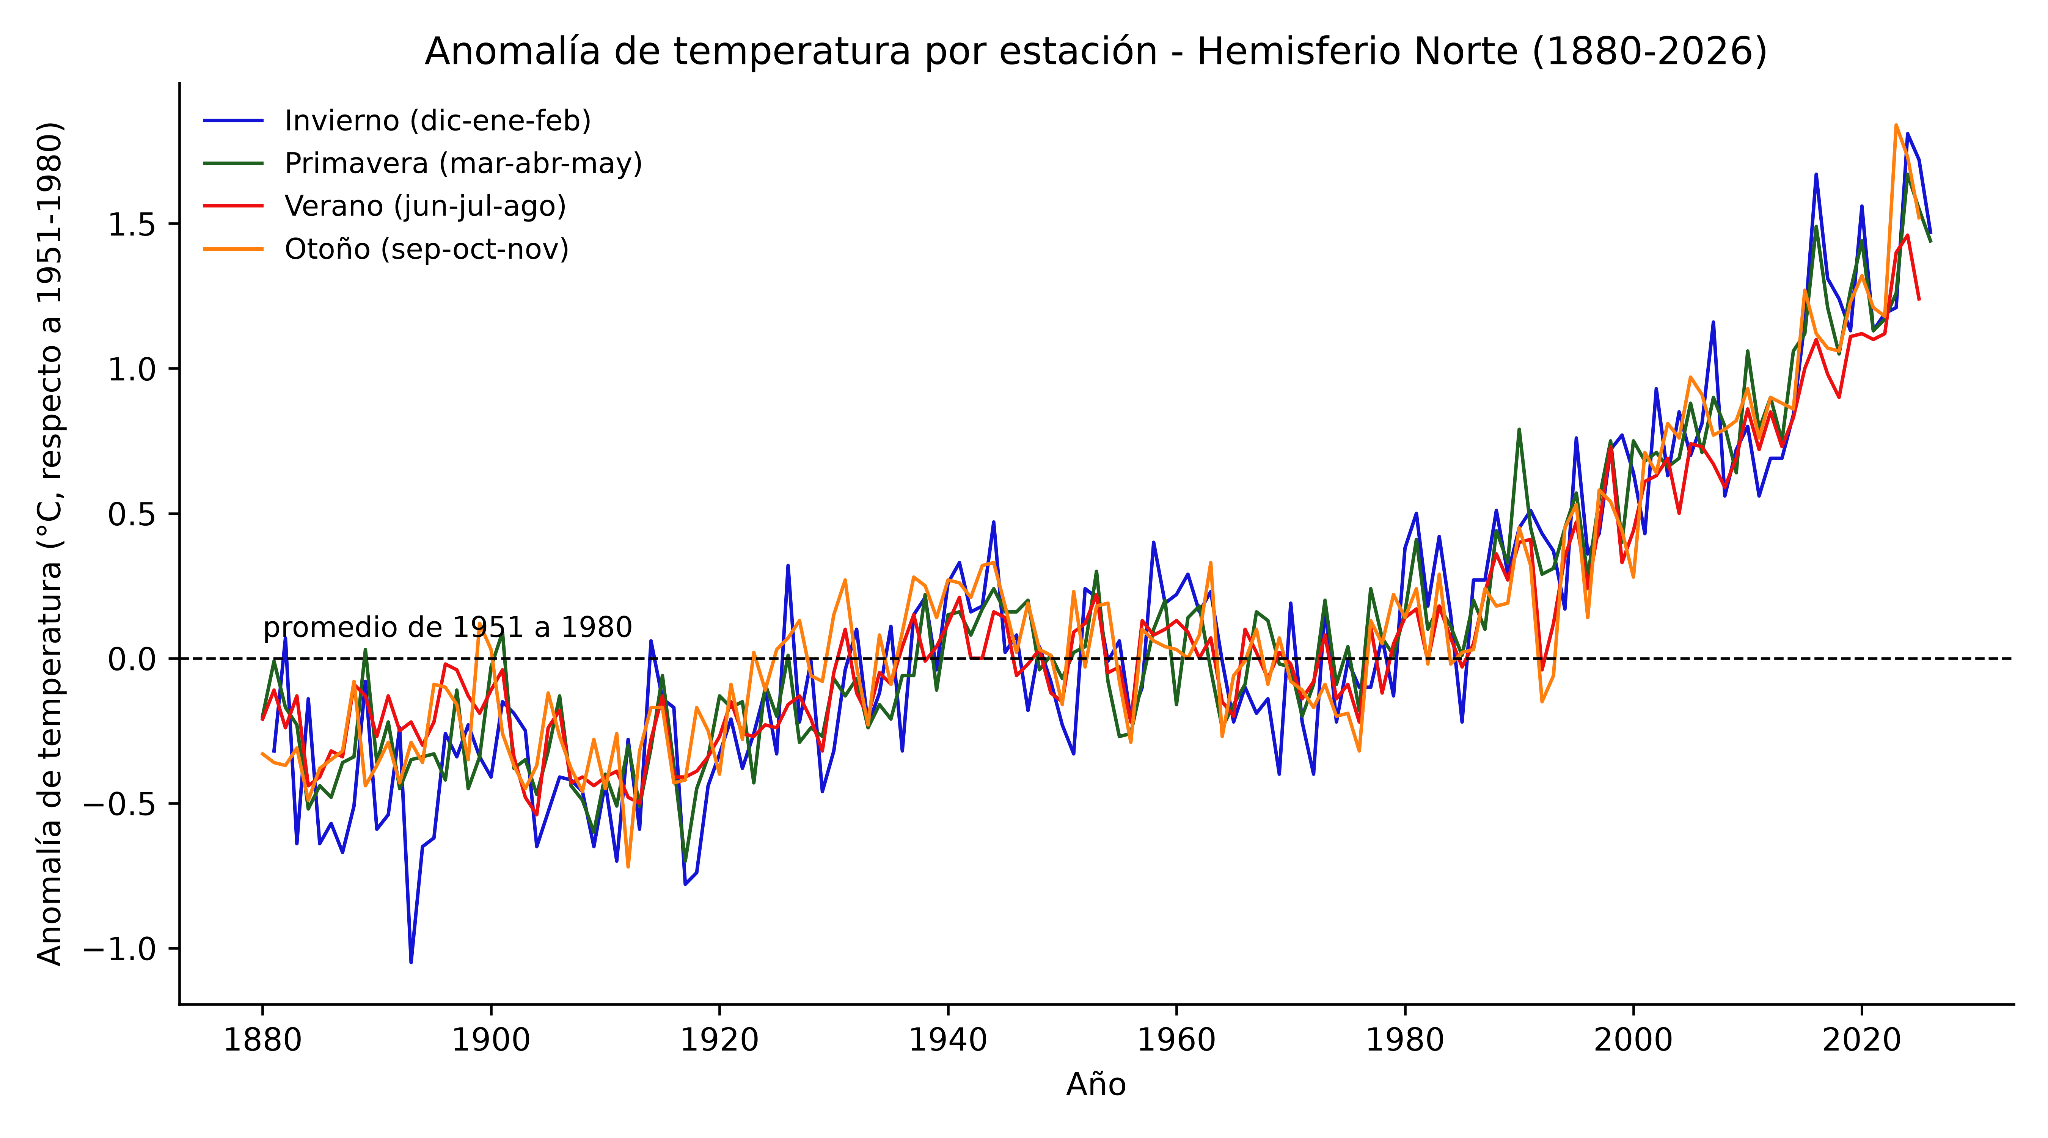 Anomalía de temperatura por estación - Hemisferio Norte (1880-2026)
Invierno (dic-ene-feb)
Primavera (mar-abr-may)
Verano (jun-jul-ago)
Otoño (sep-oct-nov)
Anomalía de temperatura (°C, respecto a 1951-1980)
1.5
1.0
0.5
0.0
−0.5
−1.0
promedio de 1951 a 1980
1880 1900 1920 1940 1960 1980 2000 2020
Año